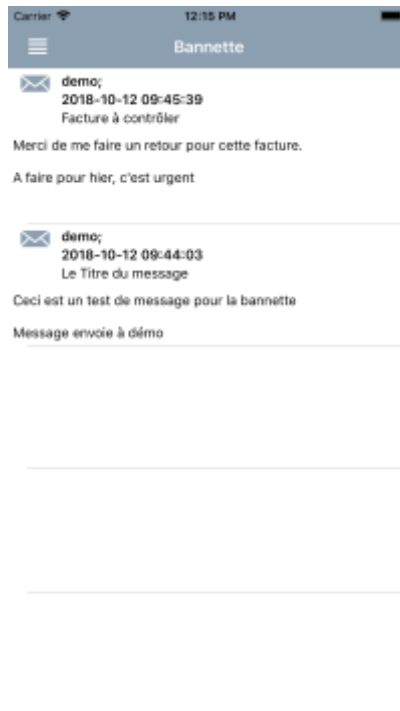 Carrier
12:15 PM
Bannette
demo;
2018-10-12 09:45:39
Facture à contrôler
Merci de me faire un retour pour cette facture.
A faire pour hier, c'est urgent
demo;
2018-10-12 09:44:03
Le Titre du message
Ceci est un test de message pour la bannette
Message envoie à démo